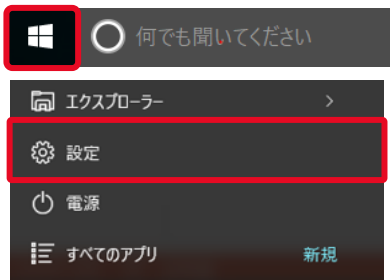 何でも聞いてください
エクスプローラー
設定
電源
すべてのアプリ 新規